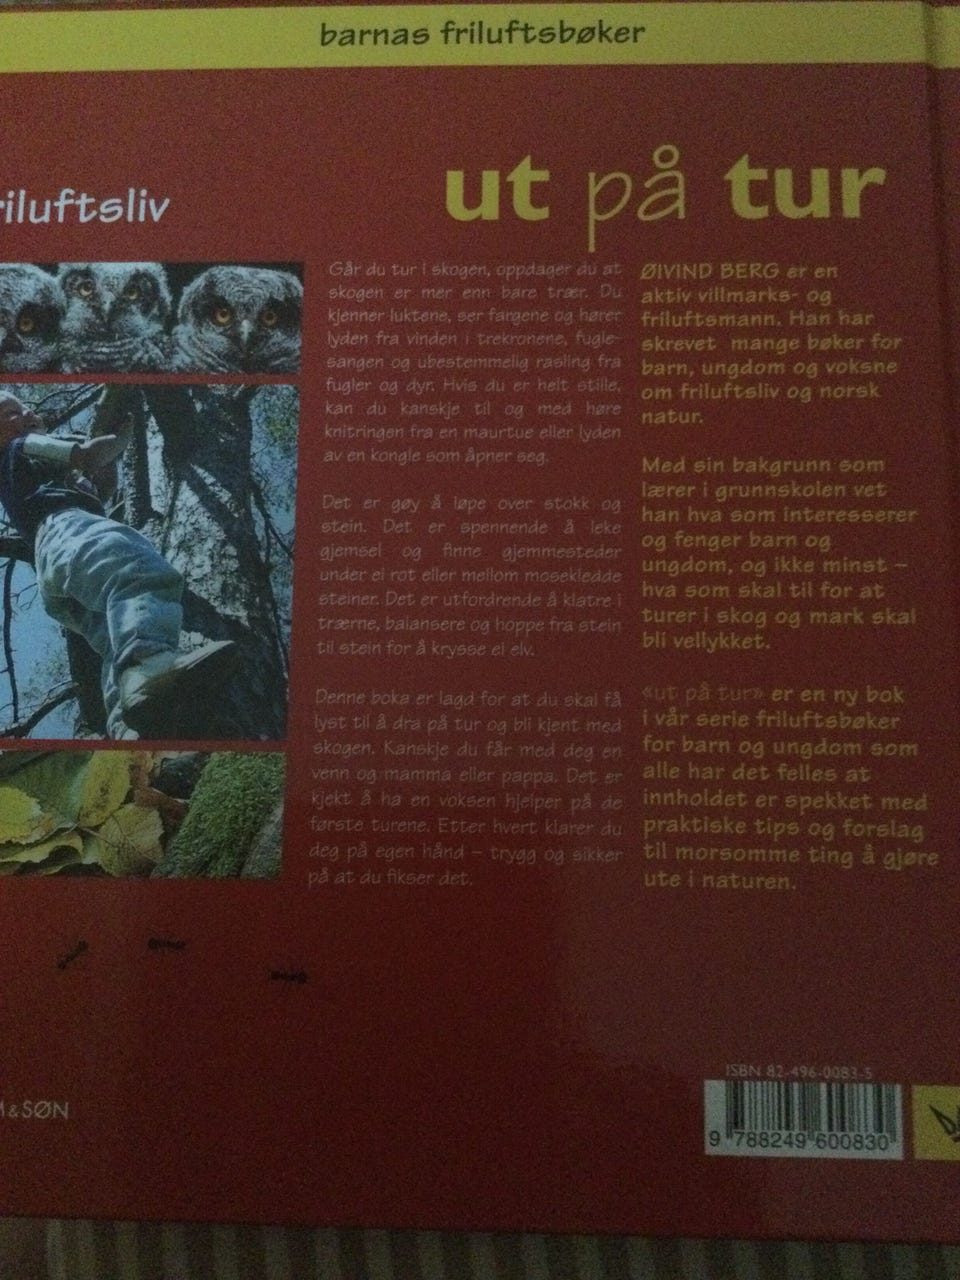 barnas friluftsbøker
riluftsliv
ut på tur
Går du tur i skogen, oppdager du at
skogen er mer enn bare trær. Du
kjenner luktene, ser fargene og hører
lyden fra vinden i trekronene, fugle-
sangen og ubestemmelig rasling fra
fugler og dyr. Hvis du er helt stille,
kan du kanskje til og med høre
knitringen fra en maurtue eller lyden
av en kongle som åpner seg.
Det er gøy å løpe over stokk og
stein. Det er spennende å leke
gjemsel og finne gjemmesteder
under ei rot eller mellom mosekledde
steiner. Det er utfordrende å klatre i
trærne, balansere og hoppe fra stein
til stein for å krysse ei elv.
Denne boka er lagd for at du skal få
lyst til å dra på tur og bli kjent med
skogen. Kanskje du får med deg en
venn og mamma eller pappa. Det er
kjekt å ha en voksen hjelper på de
første turene. Etter hvert klarer du
deg på egen hånd – trygg og sikker
på at du fikser det.
ØIVIND BERG er en
aktiv villmarks- og
friluftsmann. Han har
skrevet mange bøker for
barn, ungdom og voksne
om friluftsliv og norsk
natur.
Med sin bakgrunn som
lærer i grunnskolen vet
han hva som interesserer
og fenger barn og
ungdom, og ikke minst –
hva som skal til for at
turer i skog og mark skal
bli vellykket.
«ut på tur» er en ny bok
i vår serie friluftsbøker
for barn og ungdom som
alle har det felles at
innholdet er spekket med
praktiske tips og forslag
til morsomme ting å gjøre
ute i naturen.
ISBN 82-496-0083-5
9 788249 600830
M & SØN